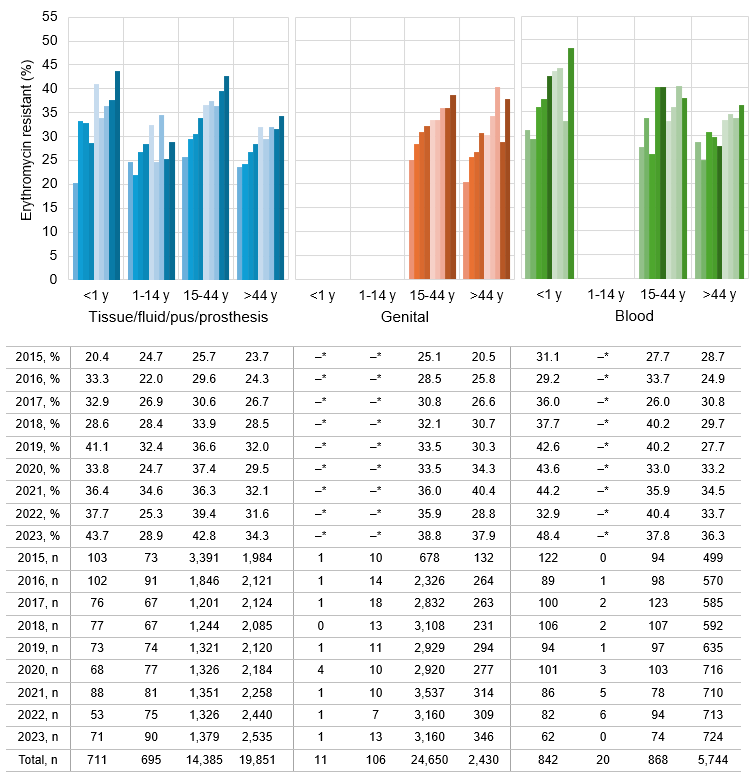 Erythromycin resistant (%)
55
50
45
40
35
30
25
20
15
10
5
0
<1 y 1-14 y 15-44 y >44 y <1 y 1-14 y 15-44 y >44 y <1 y 1-14 y 15-44 y >44 y
Tissue/fluid/pus/prosthesis Genital Blood
2015, % 20.4 24.7 25.7 23.7 –* –* 25.1 20.5 31.1 –* 27.7 28.7
2016, % 33.3 22.0 29.6 24.3 –* –* 28.5 25.8 29.2 –* 33.7 24.9
2017, % 32.9 26.9 30.6 26.7 –* –* 30.8 26.6 36.0 –* 26.0 30.8
2018, % 28.6 28.4 33.9 28.5 –* –* 32.1 30.7 37.7 –* 40.2 29.7
2019, % 41.1 32.4 36.6 32.0 –* –* 33.5 30.3 42.6 –* 40.2 27.7
2020, % 33.8 24.7 37.4 29.5 –* –* 33.5 34.3 43.6 –* 33.0 33.2
2021, % 36.4 34.6 36.3 32.1 –* –* 36.0 40.4 44.2 –* 35.9 34.5
2022, % 37.7 25.3 39.4 31.6 –* –* 35.9 28.8 32.9 –* 40.4 33.7
2023, % 43.7 28.9 42.8 34.3 –* –* 38.8 37.9 48.4 –* 37.8 36.3
2015, n 103 73 3,391 1,984 1 10 678 132 122 0 94 499
2016, n 102 91 1,846 2,121 1 14 2,326 264 89 1 98 570
2017, n 76 67 1,201 2,124 1 18 2,832 263 100 2 123 585
2018, n 77 67 1,244 2,085 0 13 3,108 231 106 2 107 592
2019, n 73 74 1,321 2,120 1 11 2,929 294 94 1 97 635
2020, n 68 77 1,326 2,184 4 10 2,920 277 101 3 103 716
2021, n 88 81 1,351 2,258 1 10 3,537 314 86 5 78 710
2022, n 53 75 1,326 2,440 1 7 3,160 309 82 6 94 713
2023, n 71 90 1,379 2,535 1 13 3,160 346 62 0 74 724
Total, n 711 695 14,385 19,851 11 106 24,650 2,430 842 20 868 5,744